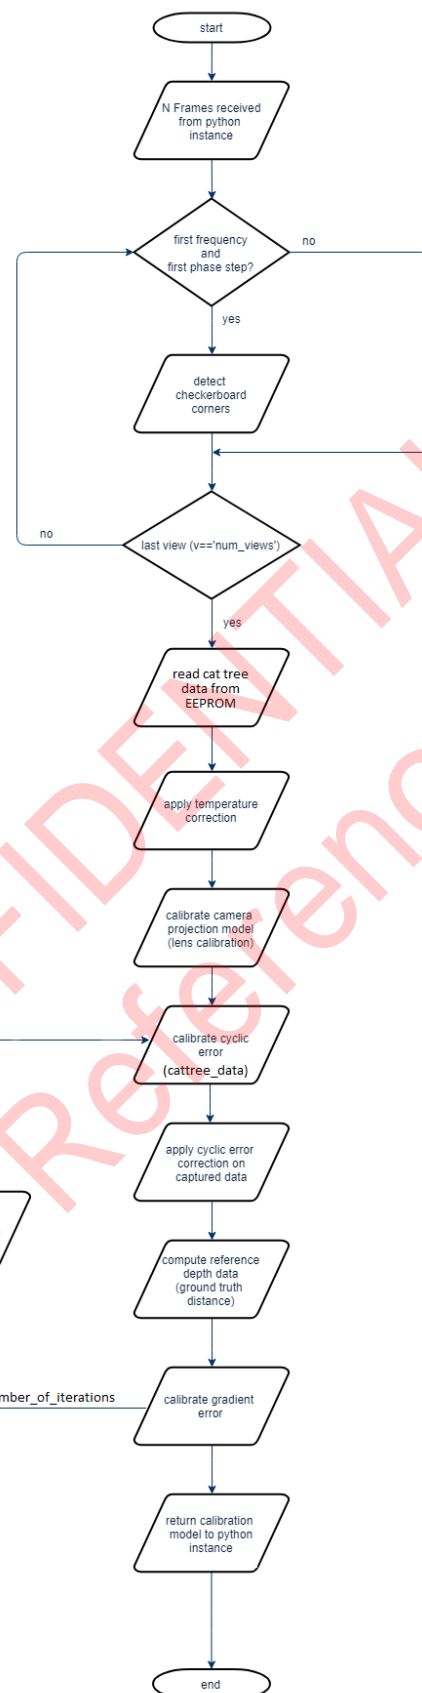 start
N Frames received
from python
instance
first frequency
and
first phase step?
no
yes
detect
checkerboard
corners
last view (v=='num_views')
no
yes
read cat tree
data from
EEPROM
apply temperature
correction
calibrate camera
projection model
(lens calibration)
calibrate cyclic
error
(cattree_data)
apply cyclic error
correction on
captured data
compute reference
depth data
(ground truth
distance)
mber_of_iterations
calibrate gradient
error
return calibration
model to python
instance
end
FIDENTIA
Referenc